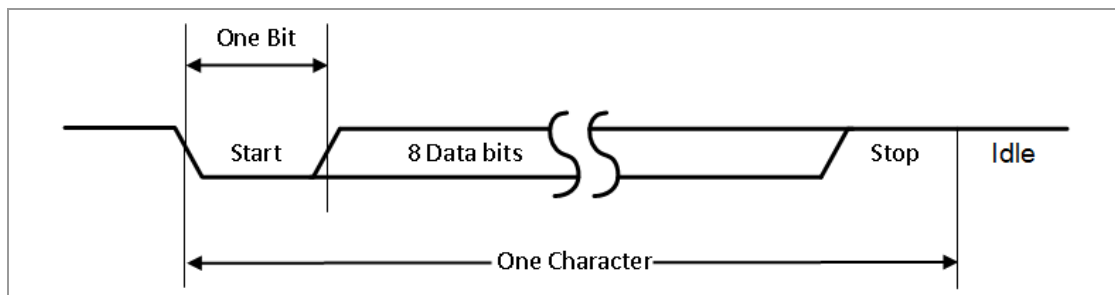 One Bit
Start
8 Data bits
Stop
Idle
One Character